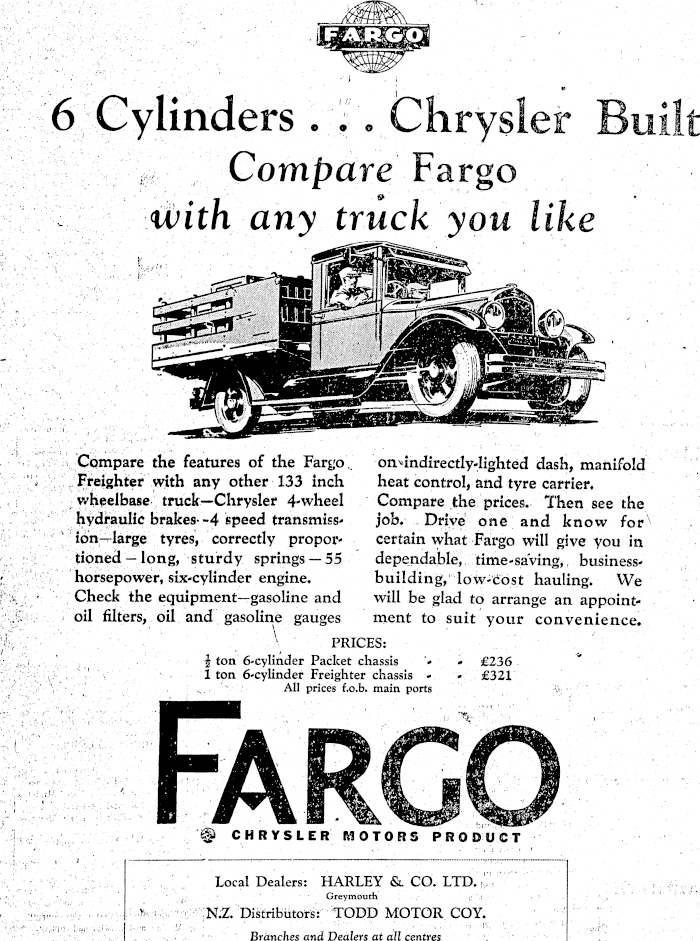 FARGO
6 Cylinders . . . Chrysler Built
Compare Fargo
with any truck you like
Compare the features of the Fargo
Freighter with any other 133 inch
wheelbase truck—Chrysler 4-wheel
hydraulic brakes--4 speed transmiss-
ion—large tyres, correctly propor-
tioned—long, sturdy springs—55
horsepower, six-cylinder engine.
Check the equipment—gasoline and
oil filters, oil and gasoline gauges
on indirectly-lighted dash, manifold
heat control, and tyre carrier.
Compare the prices. Then see the
job. Drive one and know for
certain what Fargo will give you in
dependable, time-saving, business-
building, low-cost hauling. We
will be glad to arrange an appoint-
ment to suit your convenience.
PRICES:
½ ton 6-cylinder Packet chassis - - £236
1 ton 6-cylinder Freighter chassis - - £321
All prices f.o.b. main ports
FARGO
CHRYSLER MOTORS PRODUCT
Local Dealers: HARLEY & CO. LTD.
Greymouth
N.Z. Distributors: TODD MOTOR COY.
Branches and Dealers at all centres